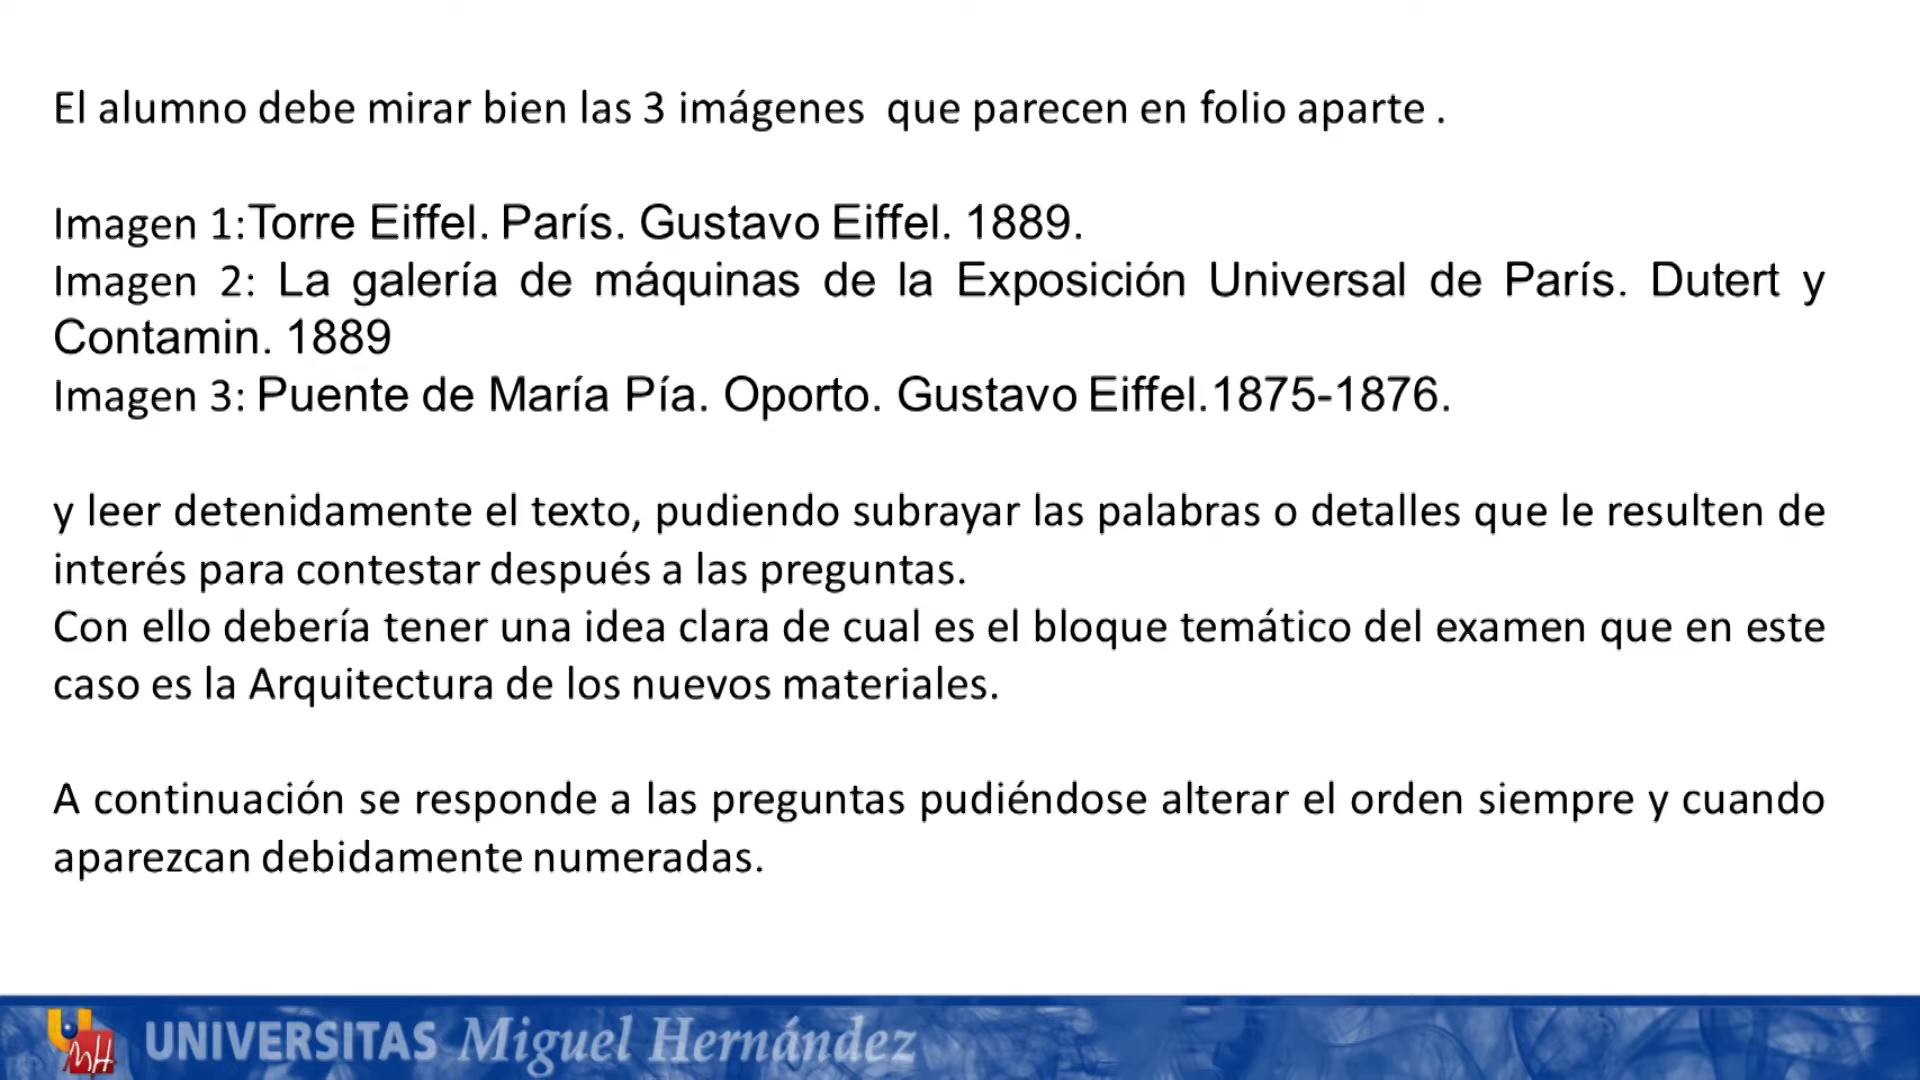 El alumno debe mirar bien las 3 imágenes que parecen en folio aparte .
Imagen 1:Torre Eiffel. París. Gustavo Eiffel. 1889.
Imagen 2: La galería de máquinas de la Exposición Universal de París. Dutert y
Contamin. 1889
Imagen 3: Puente de María Pía. Oporto. Gustavo Eiffel.1875-1876.
y leer detenidamente el texto, pudiendo subrayar las palabras o detalles que le resulten de
interés para contestar después a las preguntas.
Con ello debería tener una idea clara de cual es el bloque temático del examen que en este
caso es la Arquitectura de los nuevos materiales.
A continuación se responde a las preguntas pudiéndose alterar el orden siempre y cuando
aparezcan debidamente numeradas.
UNIVERSITAS Miguel Hernández